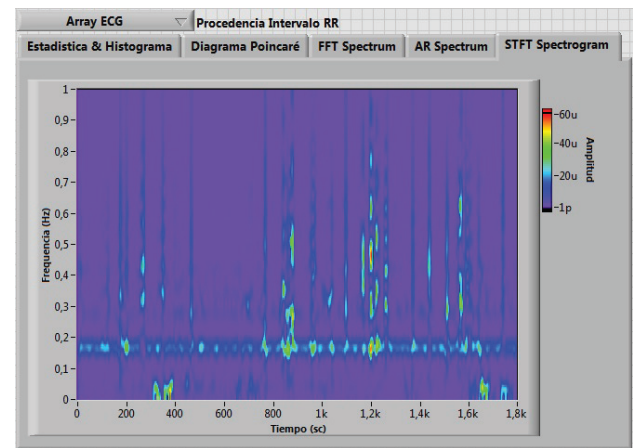 Array ECG Procedencia Intervalo RR
Estadistica & Histograma Diagrama Poincaré FFT Spectrum AR Spectrum STFT Spectrogram
1
0,9
0,8
0,7
0,6
0,5
0,4
0,3
0,2
0,1
0
Frequencia (Hz)
0 200 400 600 800 1k 1,2k 1,4k 1,6k 1,8k
Tiempo (sc)
60u
40u
20u
1p
Amplitud